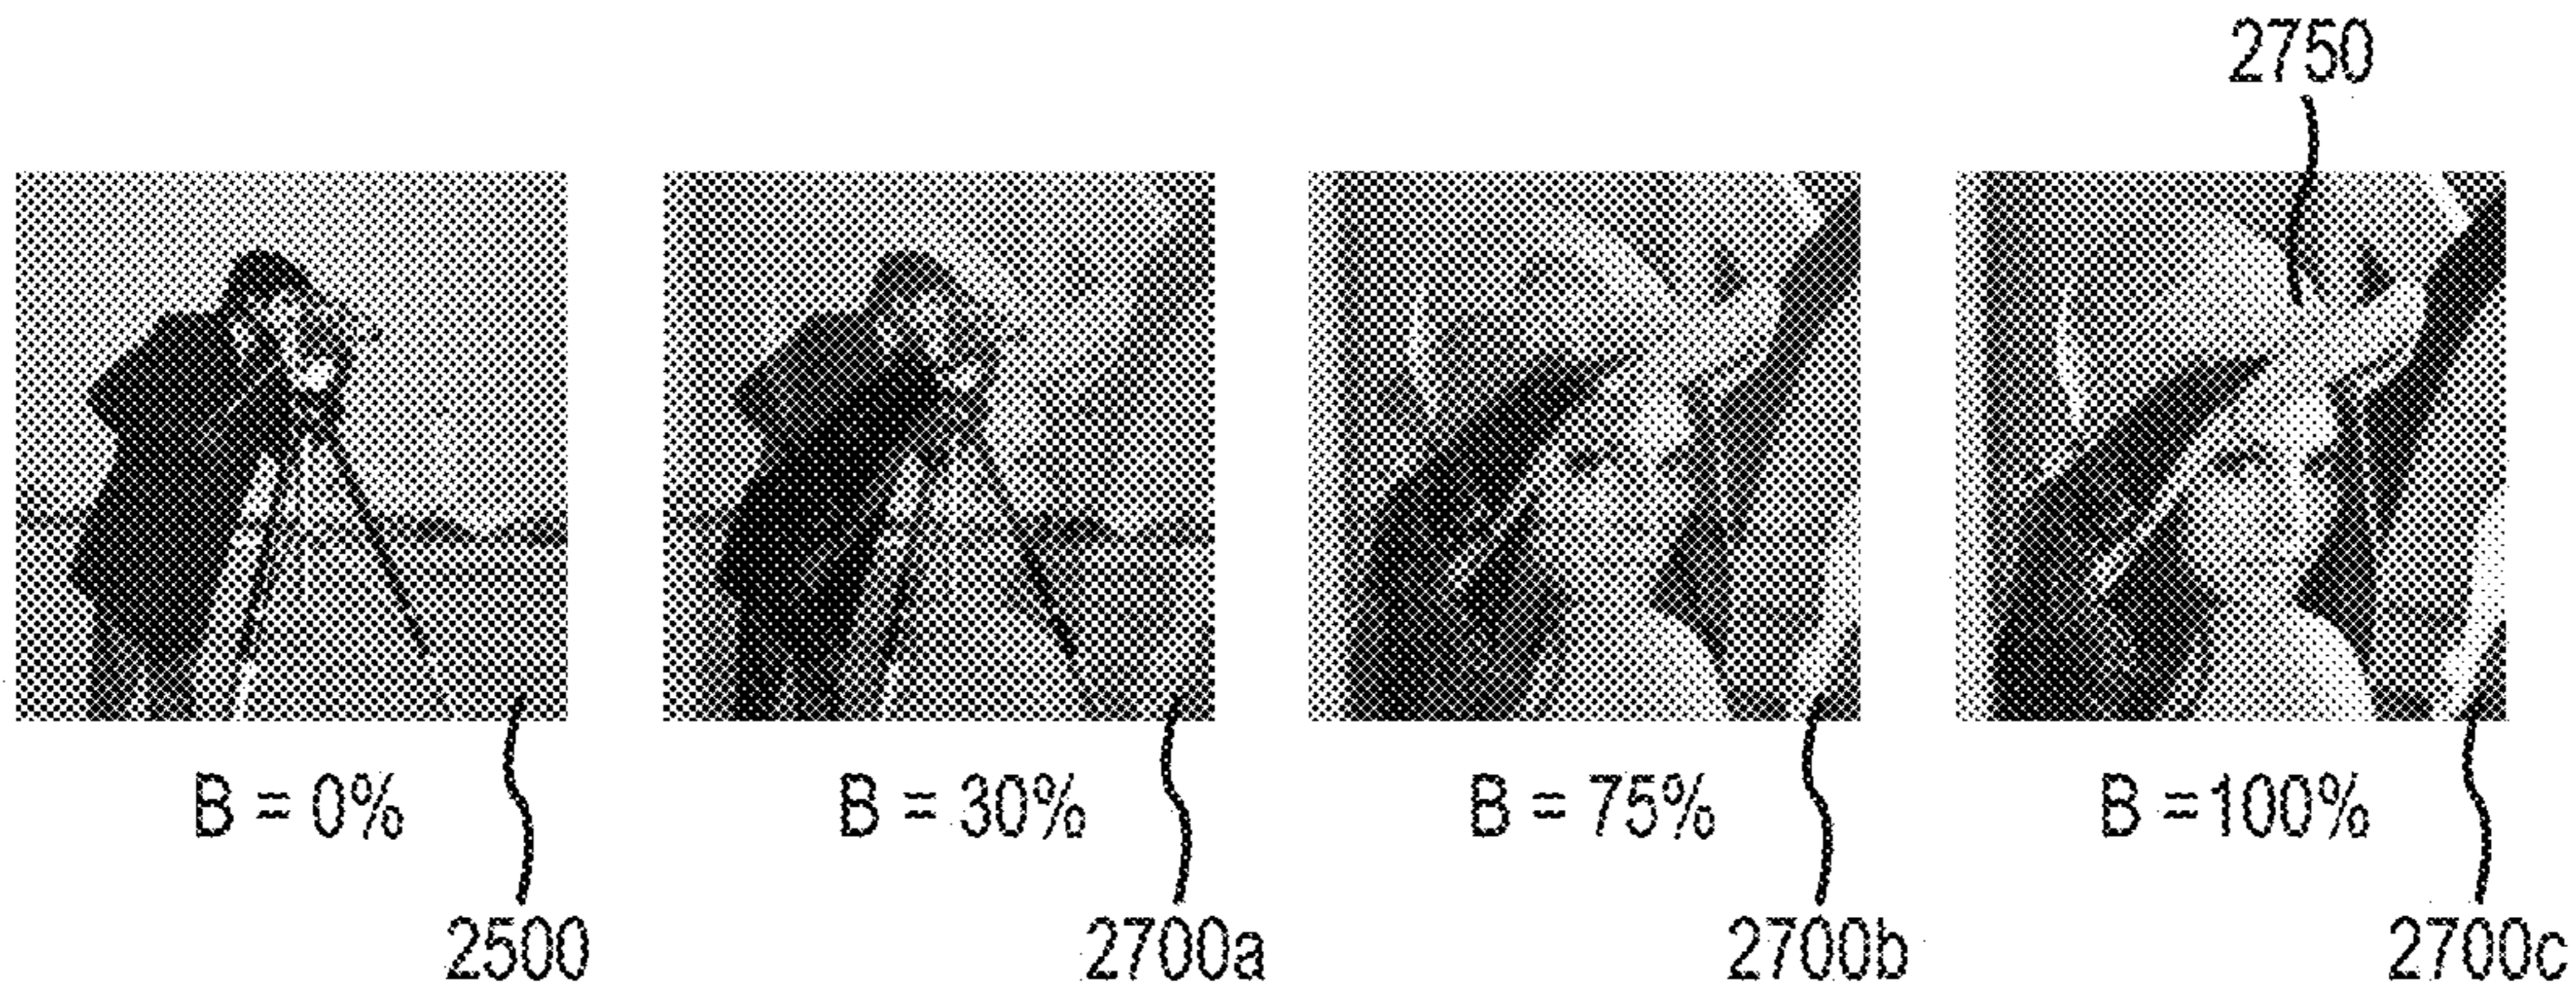 2750
B = 0%
B = 30%
B = 75%
B =100%
2500
2700a
2700b
2700c